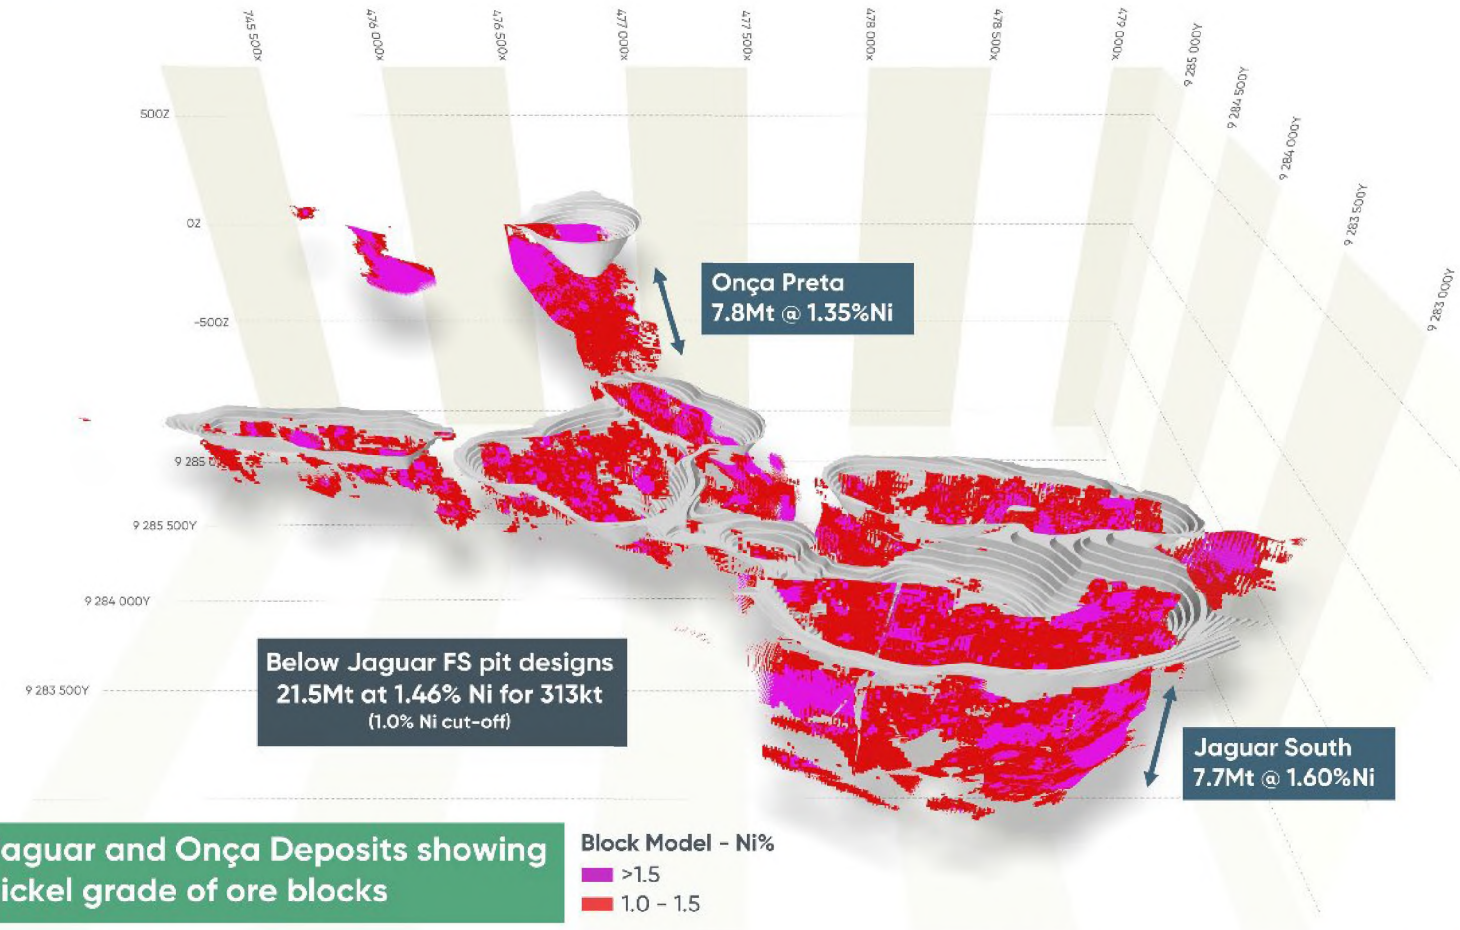 745 500x
476 000x
476 500x
477 000x
477 500x
478 000x
478 500x
479 000x
9 285 000Y
9 284 500Y
9 284 000Y
9 283 500Y
9 283 000Y
500Z
0Z
-500Z
Onça Preta
7.8Mt @ 1.35%Ni
9 285 0
9 285 500Y
9 284 000Y
9 283 500Y
Below Jaguar FS pit designs
21.5Mt at 1.46% Ni for 313kt
(1.0% Ni cut-off)
Jaguar South
7.7Mt @ 1.60%Ni
aguar and Onça Deposits showing
ickel grade of ore blocks
Block Model - Ni%
>1.5
1.0 - 1.5